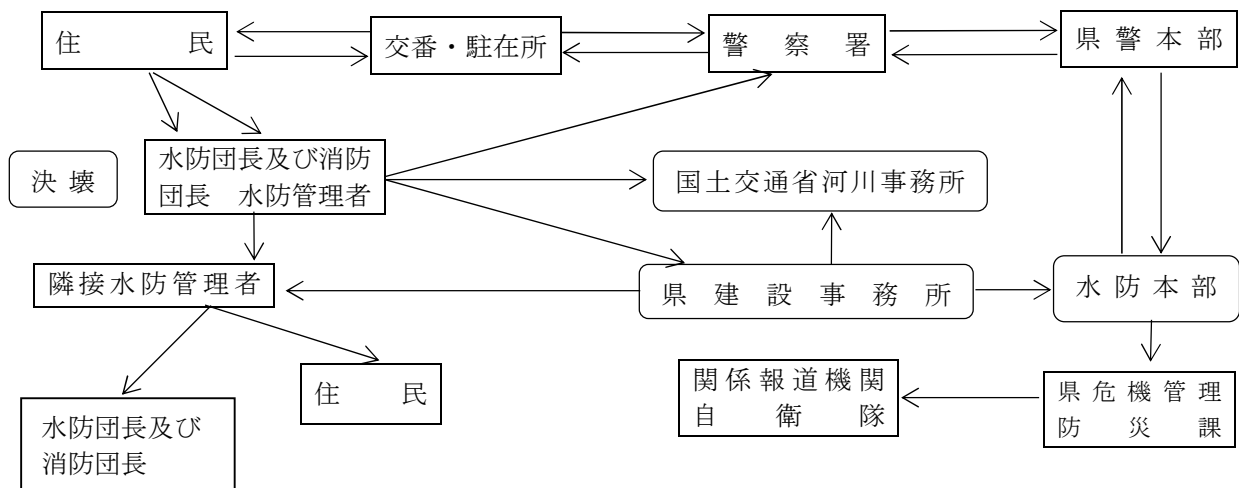 住民
交番・駐在所
警察署
県警本部
決壊
水防団長及び消防
団長　水防管理者
国土交通省河川事務所
隣接水防管理者
県建設事務所
水防本部
住民
関係報道機関
自衛隊
県危機管理
防災課
水防団長及び
消防団長